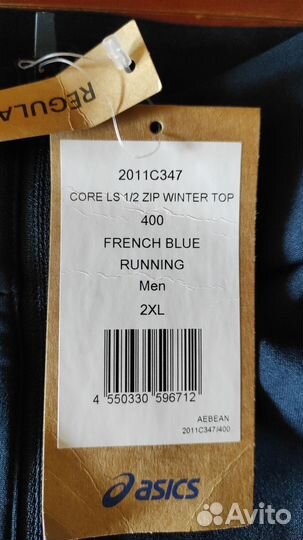 REGULA
2011C347
CORE LS 1/2 ZIP WINTER TOP
400
FRENCH BLUE
RUNNING
Men
2XL
4 550330 596712
AEBEAN
2011C347/400
asics
Avito